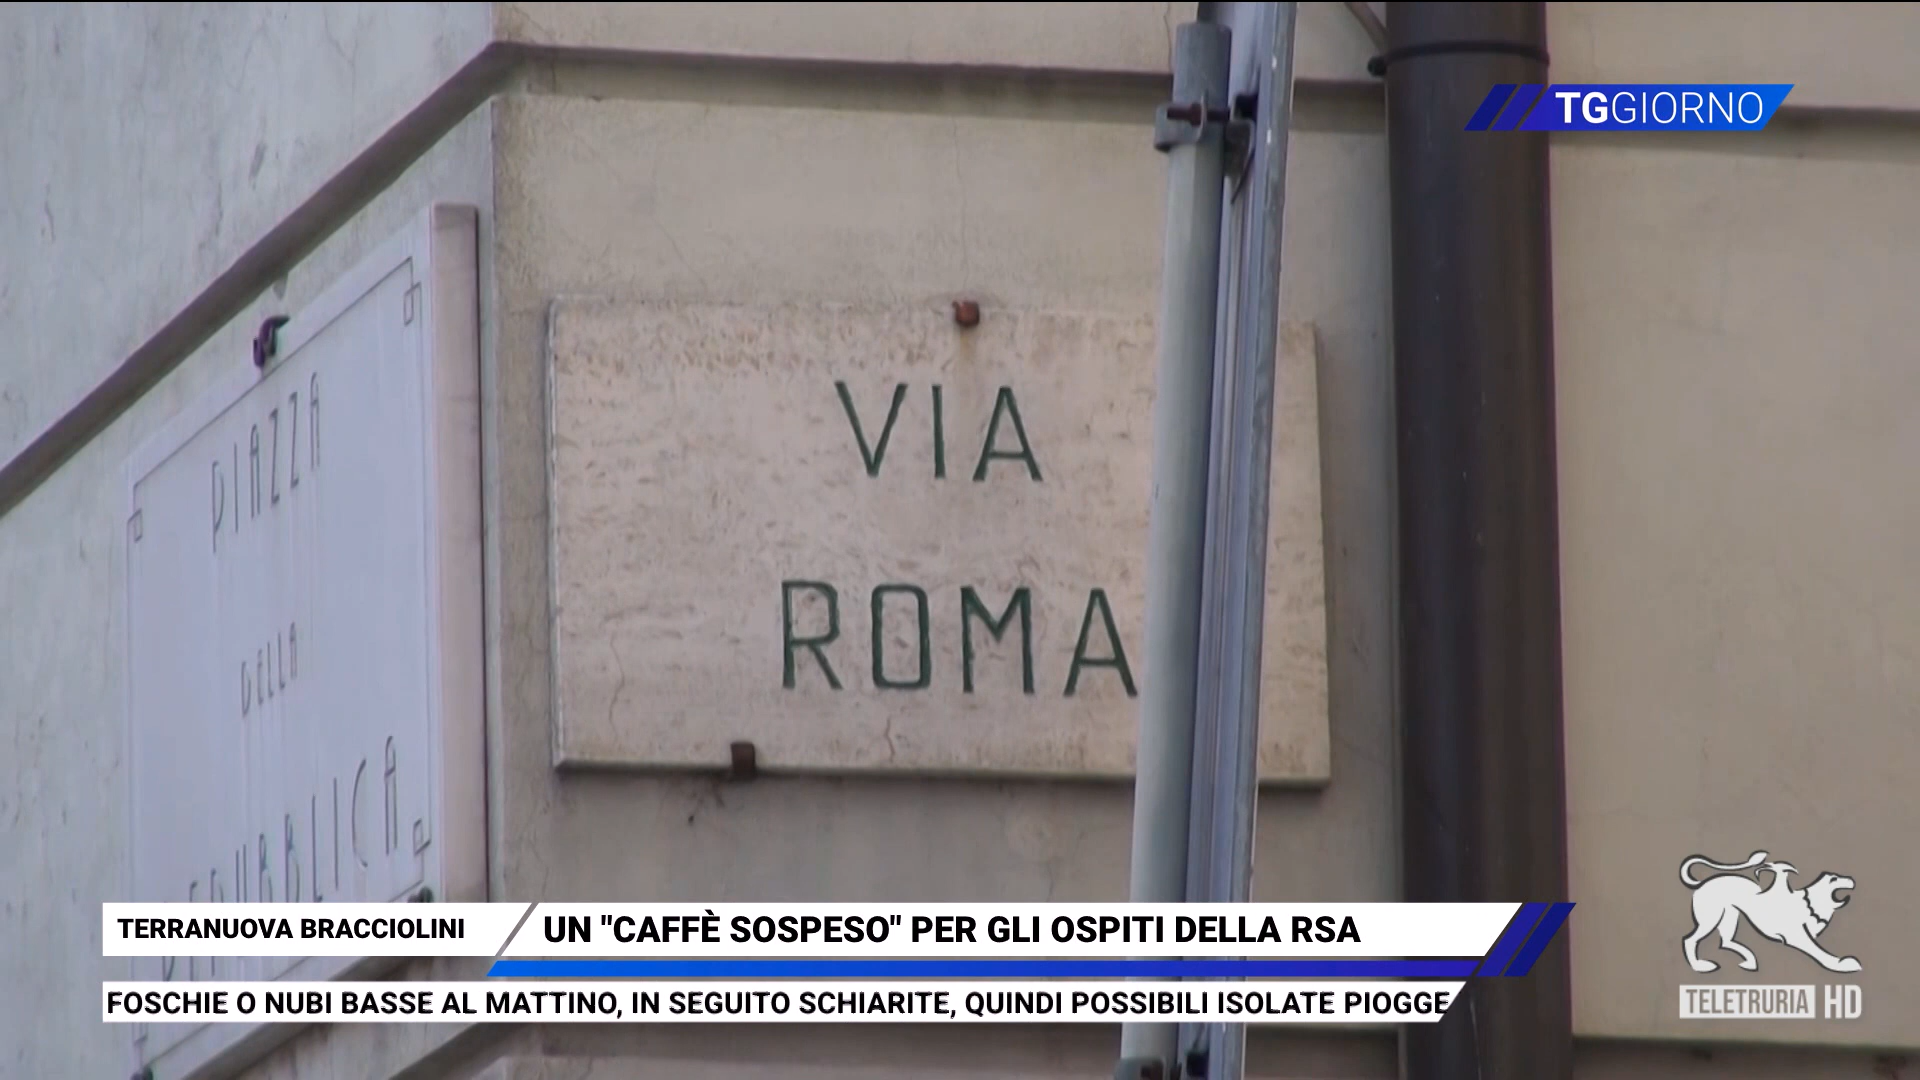 TGGIORNO
PIAZZA
DELLA
REPUBBLICA
VIA
ROMA
TERRANUOVA BRACCIOLINI
UN "CAFFÈ SOSPESO" PER GLI OSPITI DELLA RSA
FOSCHIE O NUBI BASSE AL MATTINO, IN SEGUITO SCHIARITE, QUINDI POSSIBILI ISOLATE PIOGGE
TELETRURIA HD